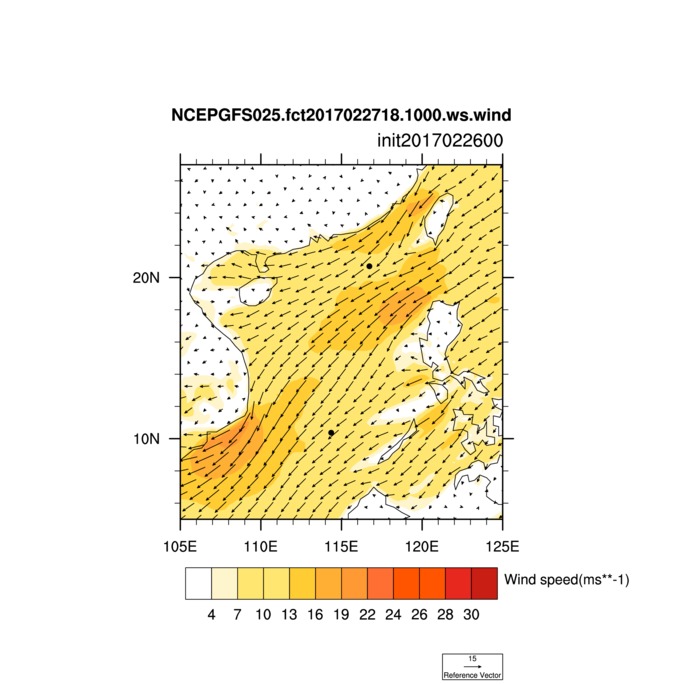 NCEPGFS025.fct2017022718.1000.ws.wind
init2017022600
20N
10N
105E 110E 115E 120E 125E
Wind speed(ms**-1)
4 7 10 13 16 19 22 24 26 28 30
15
Reference Vector